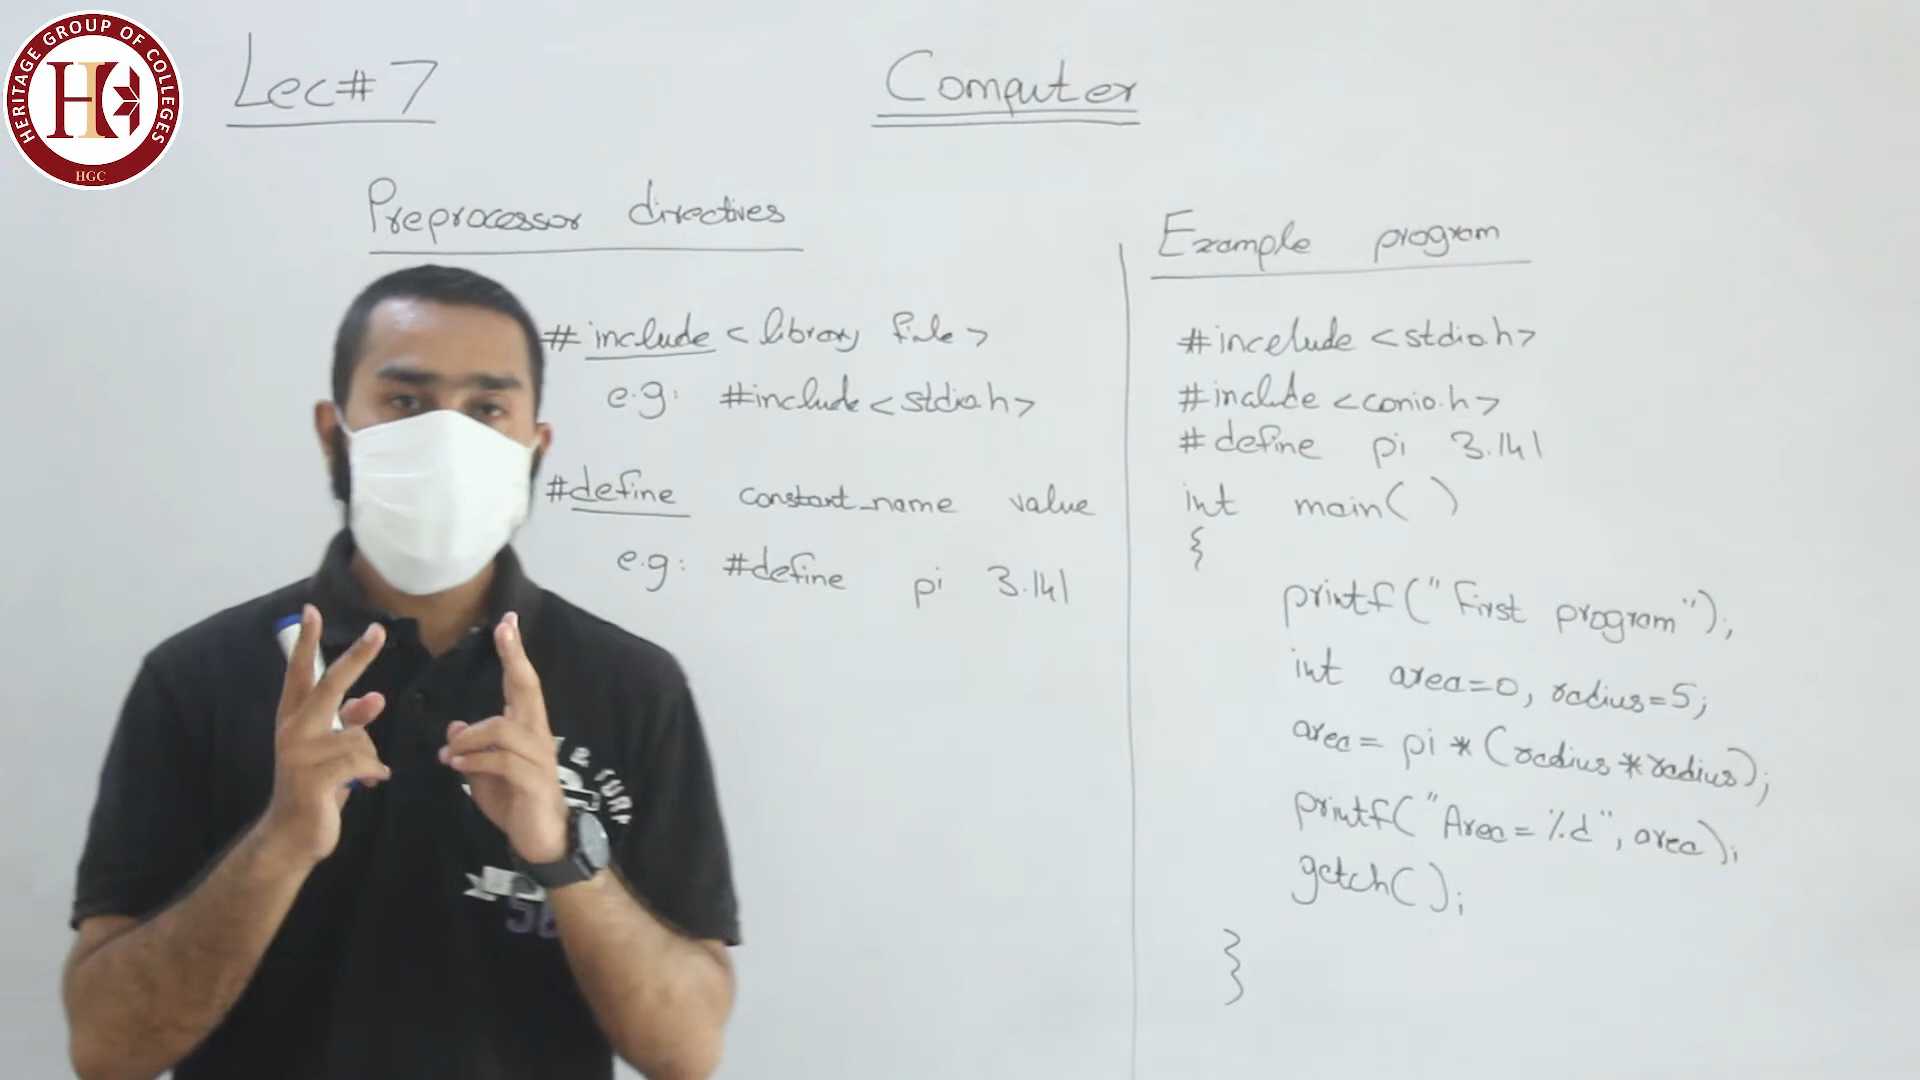 HERITAGE GROUP OF COLLEGES
HGC
Lec# 7
Computer
Preprocessor directives
#include <library file>
e.g: #include<stdio.h>
#define constant_name value
e.g: #define pi 3.141
Example program
#incelude <stdio.h>
#inalude <conio.h>
#define pi 3.141
int main( )
{
printf("First program");
int area=0, radius=5;
area= pi * (radius * radius);
printf("Area= %d", area);
getch();
}